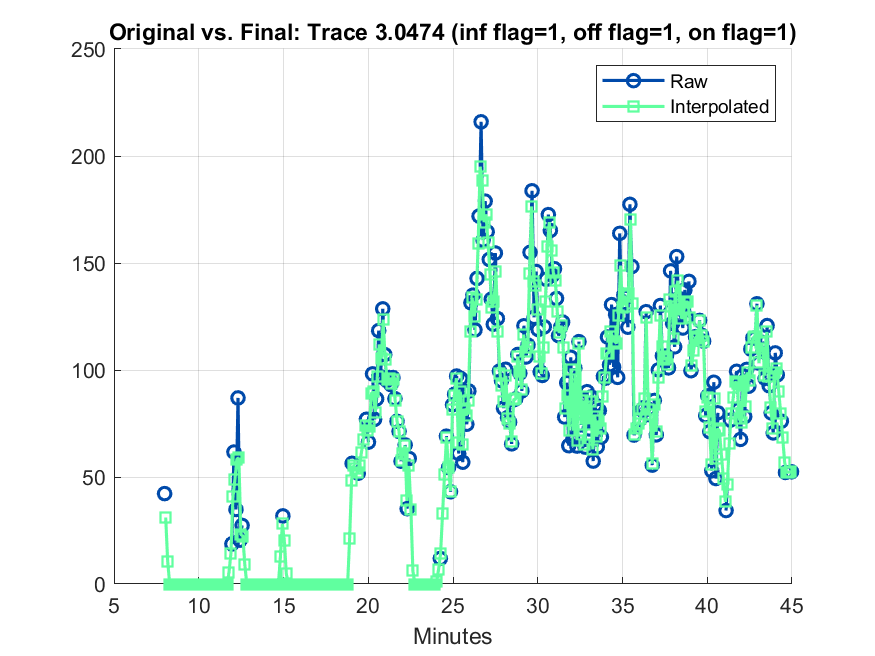 Original vs. Final: Trace 3.0474 (inf flag=1, off flag=1, on flag=1)
250
200
150
100
50
0
Raw
Interpolated
5 10 15 20 25 30 35 40 45
Minutes